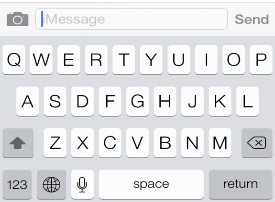 Message Send
Q W E R T Y U I O P
A S D F G H J K L
Z X C V B N M
123 space return